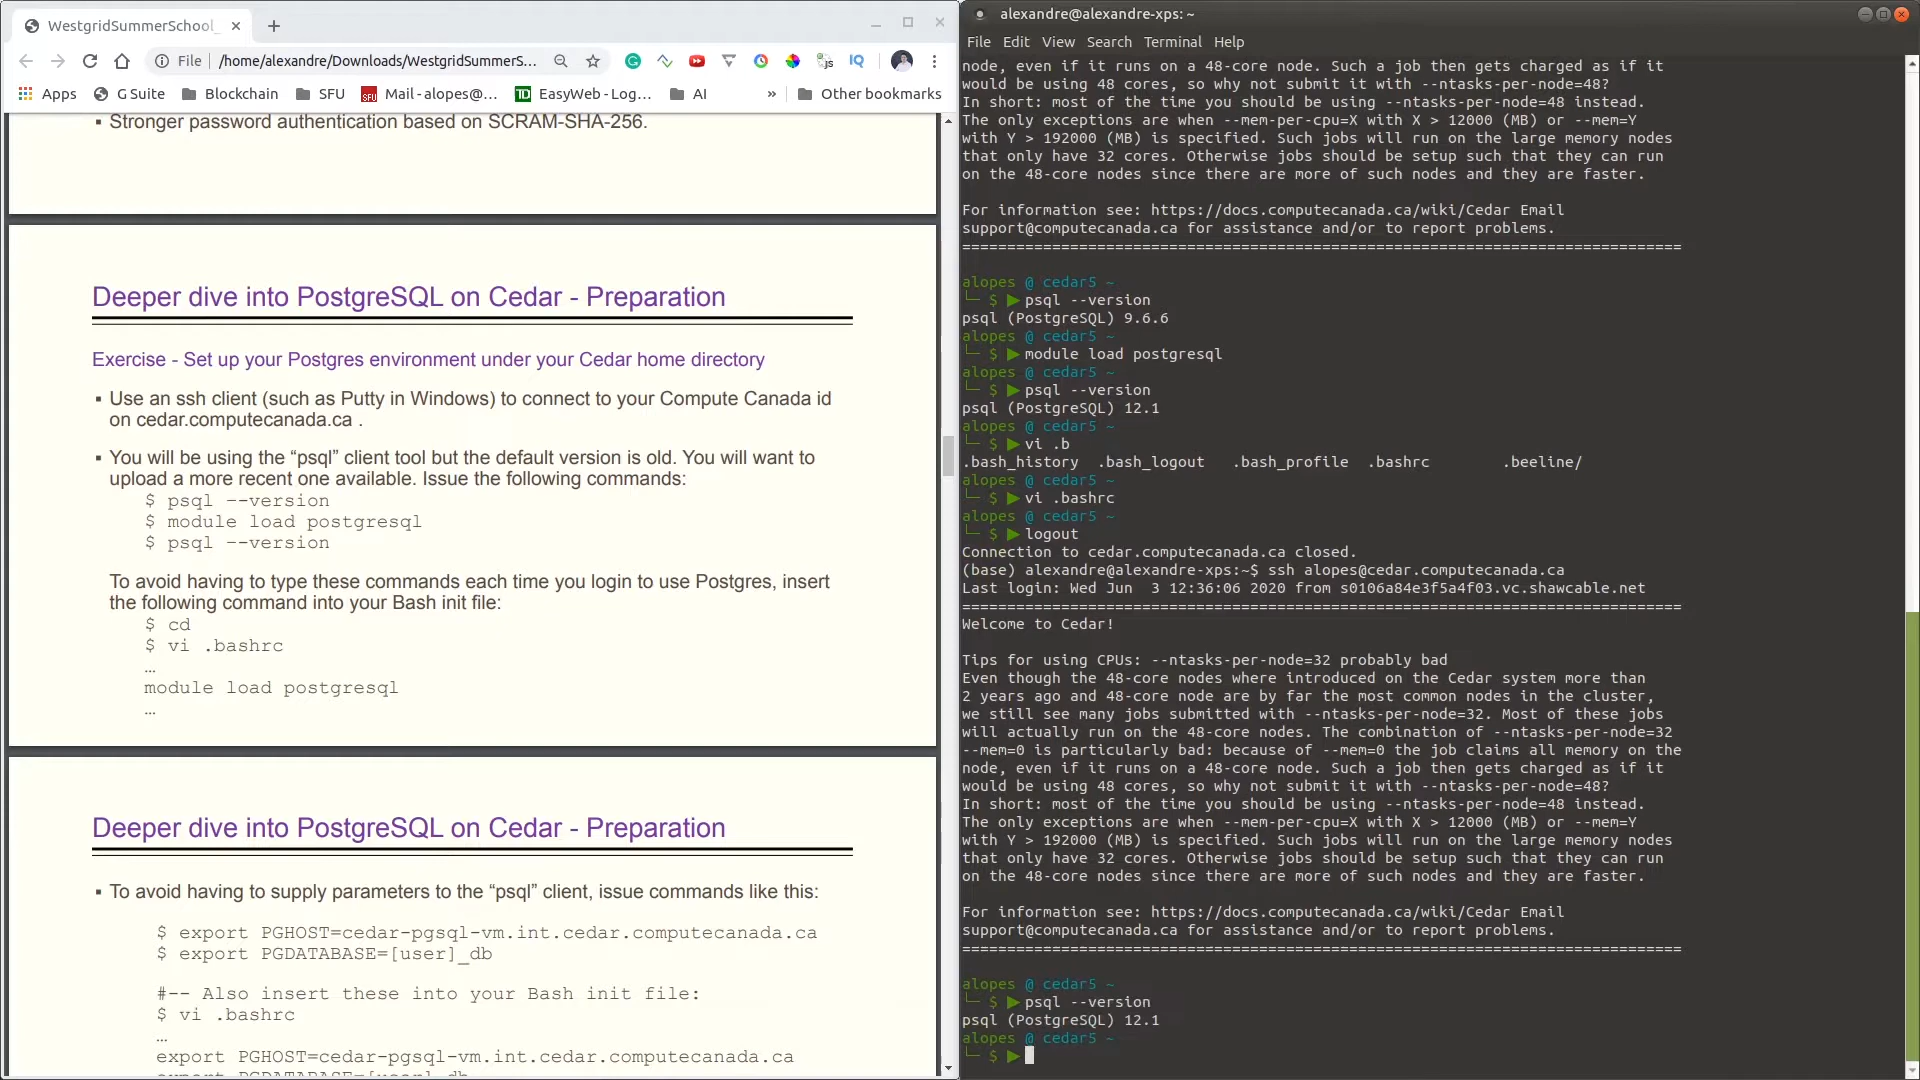 WestgridSummerSchool_
File
/home/alexandre/Downloads/WestgridSummerS...
Apps
G Suite
Blockchain
SFU
SFU
Mail - alopes@...
TD
EasyWeb - Log...
AI
»
Other bookmarks
IQ
JS
▪ Stronger password authentication based on SCRAM-SHA-256.
Deeper dive into PostgreSQL on Cedar - Preparation
Exercise - Set up your Postgres environment under your Cedar home directory
▪ Use an ssh client (such as Putty in Windows) to connect to your Compute Canada id
on cedar.computecanada.ca .
▪ You will be using the “psql” client tool but the default version is old. You will want to
upload a more recent one available. Issue the following commands:
$ psql --version
$ module load postgresql
$ psql --version
To avoid having to type these commands each time you login to use Postgres, insert
the following command into your Bash init file:
$ cd
$ vi .bashrc
…
module load postgresql
…
Deeper dive into PostgreSQL on Cedar - Preparation
▪ To avoid having to supply parameters to the “psql” client, issue commands like this:
$ export PGHOST=cedar-pgsql-vm.int.cedar.computecanada.ca
$ export PGDATABASE=[user]_db
#-- Also insert these into your Bash init file:
$ vi .bashrc
…
export PGHOST=cedar-pgsql-vm.int.cedar.computecanada.ca
export PGDATABASE=[user]_db
alexandre@alexandre-xps: ~
File Edit View Search Terminal Help
node, even if it runs on a 48-core node. Such a job then gets charged as if it
would be using 48 cores, so why not submit it with --ntasks-per-node=48?
In short: most of the time you should be using --ntasks-per-node=48 instead.
The only exceptions are when --mem-per-cpu=X with X > 12000 (MB) or --mem=Y
with Y > 192000 (MB) is specified. Such jobs will run on the large memory nodes
that only have 32 cores. Otherwise jobs should be setup such that they can run
on the 48-core nodes since there are more of such nodes and they are faster.
For information see: https://docs.computecanada.ca/wiki/Cedar Email
support@computecanada.ca for assistance and/or to report problems.
================================================================================
alopes @ cedar5 ~
└─ $ ▶ psql --version
psql (PostgreSQL) 9.6.6
alopes @ cedar5 ~
└─ $ ▶ module load postgresql
alopes @ cedar5 ~
└─ $ ▶ psql --version
psql (PostgreSQL) 12.1
alopes @ cedar5 ~
└─ $ ▶ vi .b
.bash_history .bash_logout .bash_profile .bashrc .beeline/
alopes @ cedar5 ~
└─ $ ▶ vi .bashrc
alopes @ cedar5 ~
└─ $ ▶ logout
Connection to cedar.computecanada.ca closed.
(base) alexandre@alexandre-xps:~$ ssh alopes@cedar.computecanada.ca
Last login: Wed Jun  3 12:36:06 2020 from s0106a84e3f5a4f03.vc.shawcable.net
================================================================================
Welcome to Cedar!
Tips for using CPUs: --ntasks-per-node=32 probably bad
Even though the 48-core nodes where introduced on the Cedar system more than
2 years ago and 48-core node are by far the most common nodes in the cluster,
we still see many jobs submitted with --ntasks-per-node=32. Most of these jobs
will actually run on the 48-core nodes. The combination of --ntasks-per-node=32
--mem=0 is particularly bad: because of --mem=0 the job claims all memory on the
node, even if it runs on a 48-core node. Such a job then gets charged as if it
would be using 48 cores, so why not submit it with --ntasks-per-node=48?
In short: most of the time you should be using --ntasks-per-node=48 instead.
The only exceptions are when --mem-per-cpu=X with X > 12000 (MB) or --mem=Y
with Y > 192000 (MB) is specified. Such jobs will run on the large memory nodes
that only have 32 cores. Otherwise jobs should be setup such that they can run
on the 48-core nodes since there are more of such nodes and they are faster.
For information see: https://docs.computecanada.ca/wiki/Cedar Email
support@computecanada.ca for assistance and/or to report problems.
================================================================================
alopes @ cedar5 ~
└─ $ ▶ psql --version
psql (PostgreSQL) 12.1
alopes @ cedar5 ~
└─ $ ▶